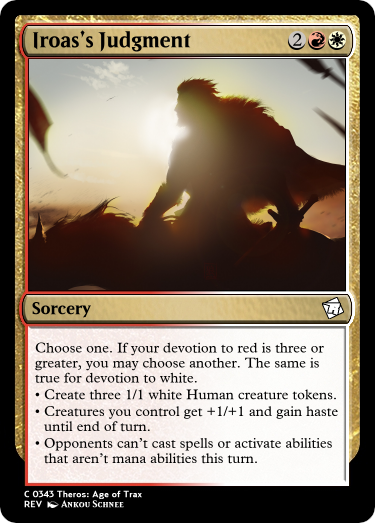 Iroas's Judgment 2
Sorcery
Choose one. If your devotion to red is three or
greater, you may choose another. The same is
true for devotion to white.
• Create three 1/1 white Human creature tokens.
• Creatures you control get +1/+1 and gain haste
until end of turn.
• Opponents can't cast spells or activate abilities
that aren't mana abilities this turn.
C 0343 Theros: Age of Trax
REV Ankou Schnee